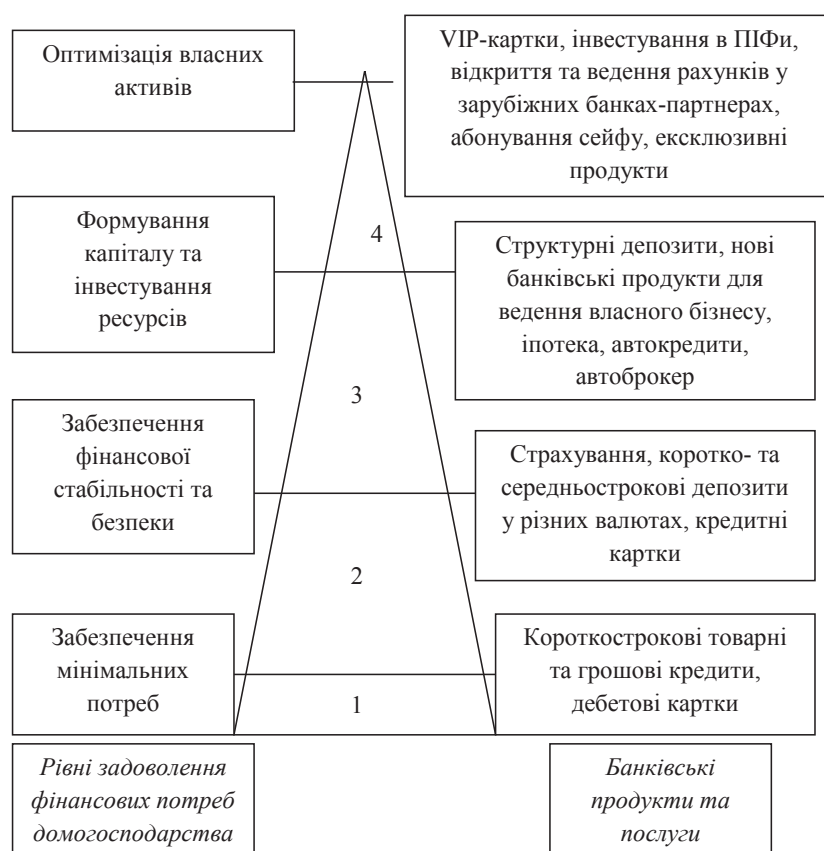 Оптимізація власних
активів
VIP-картки, інвестування в ПІФи,
відкриття та ведення рахунків у
зарубіжних банках-партнерах,
абонування сейфу, ексклюзивні
продукти
Формування
капіталу та
інвестування
ресурсів
4
Структурні депозити, нові
банківські продукти для
ведення власного бізнесу,
іпотека, автокредити,
автоброкер
3
Забезпечення
фінансової
стабільності та
безпеки
Страхування, коротко- та
середньострокові депозити
у різних валютах, кредитні
картки
2
Забезпечення
мінімальних
потреб
Короткострокові товарні
та грошові кредити,
дебетові картки
1
Рівні задоволення
фінансових потреб
домогосподарства
Банківські
продукти та
послуги